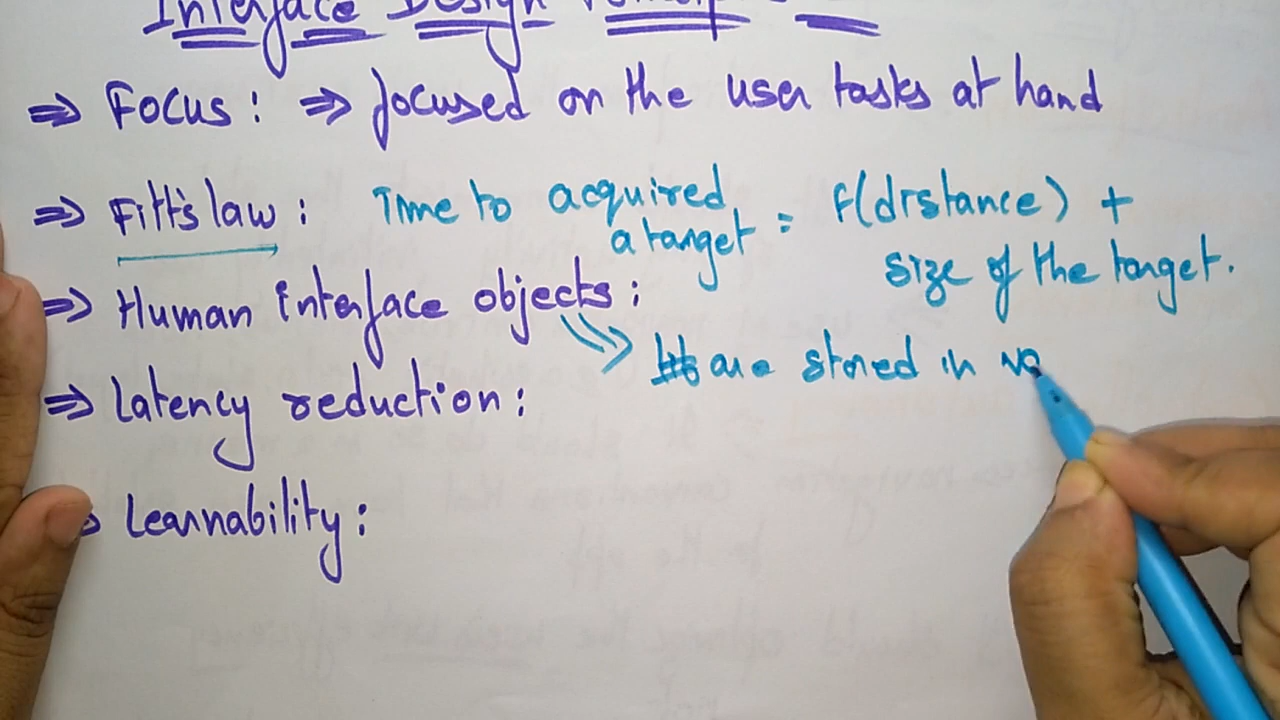 Interface Design
⇒ Focus: ⇒ focused on the user tasks at hand
⇒ Fitt's law: Time to acquired a target = F(distance) +
size of the target.
⇒ Human interface objects:
are stored in
⇒ Latency reduction:
Learnability: